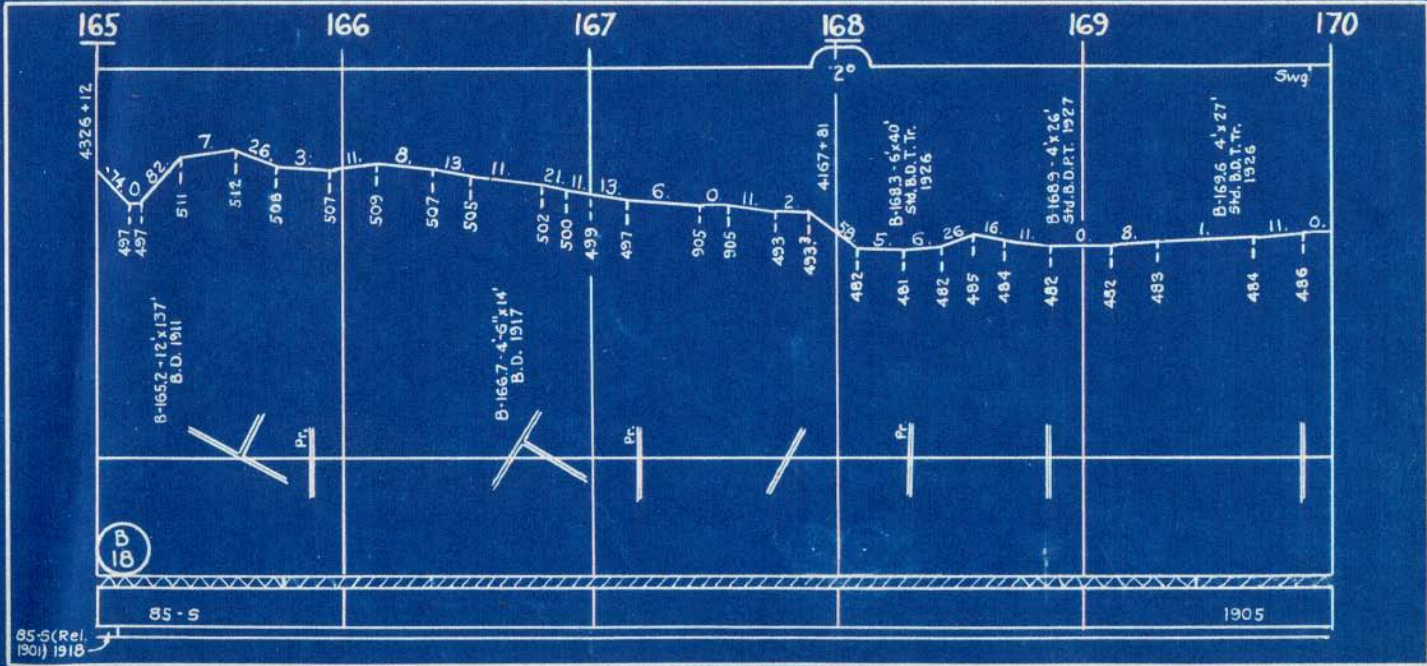 165 166 167 168 169 170
2°
Swg'
4326+12
4167+81
.74 0 .82 7. 26. 3. 11. 8. 13. 11. 21. 11. 13. 6. 0 11. 2. 58 5. 6. 26 16. 11. 0. 8. 1. 11. 0.
497 497 511 512 508 507 509 507 505 502 500 499 497 905 905 493 493.3 482 481 482 485 484 482 482 483 484 486
B-165.2-12'x137'
B.D. 1911
B-166.7-4'-6"x14'
B.D. 1917
B-168.3-6'x40'
Std.B.D.T.Tr.
1926
B-168.9-4'x26'
Std.B.D.P.T. 1927
B-169.6 4'x27'
Std.B.D.T.Tr.
1926
Pr. Pr. Pr.
B
18
85-S 1905
85-S(Rel.
1901) 1918